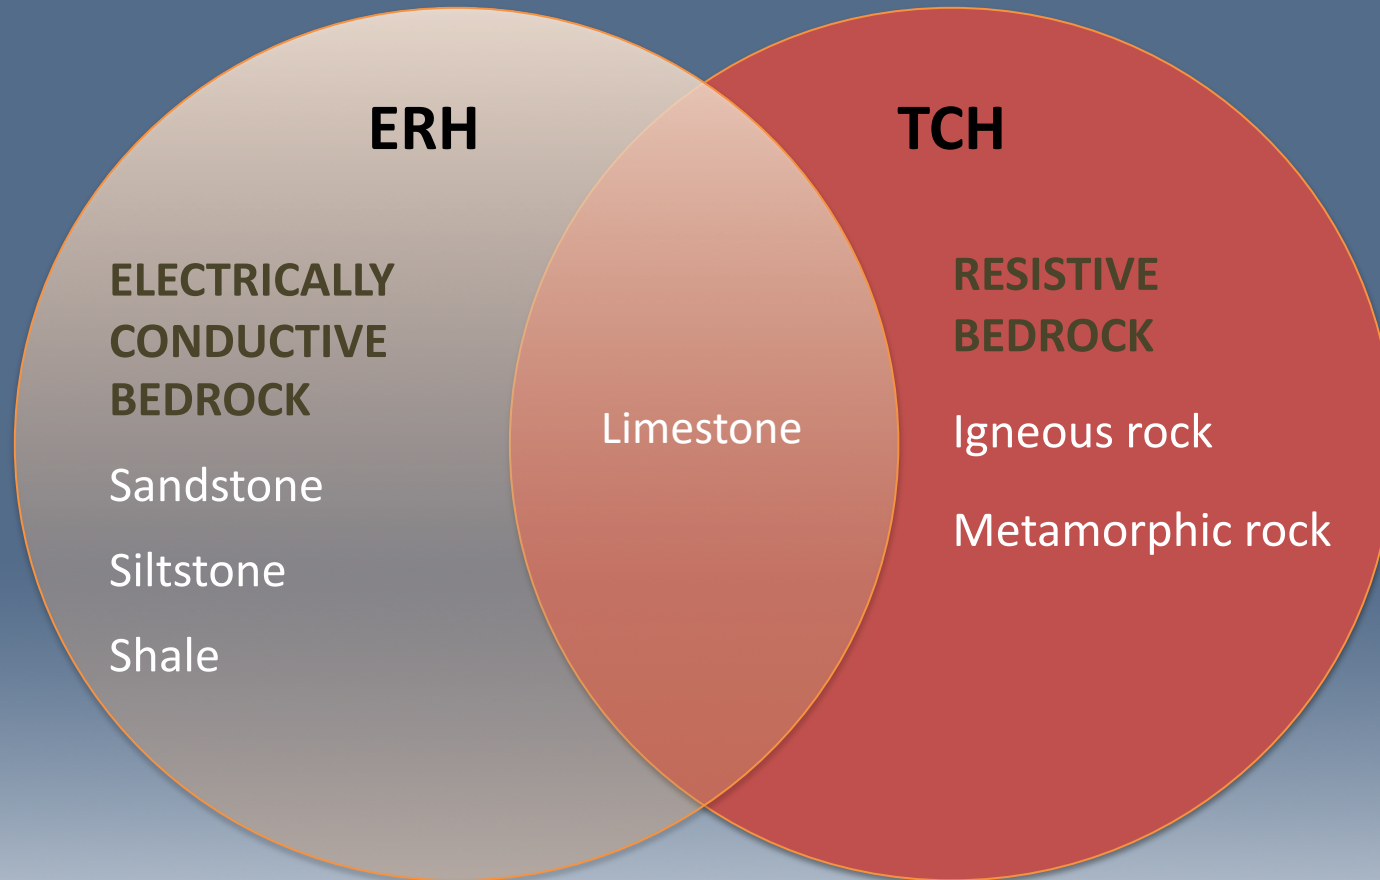 ERH
ELECTRICALLY
CONDUCTIVE
BEDROCK
Sandstone
Siltstone
Shale
Limestone
TCH
RESISTIVE
BEDROCK
Igneous rock
Metamorphic rock